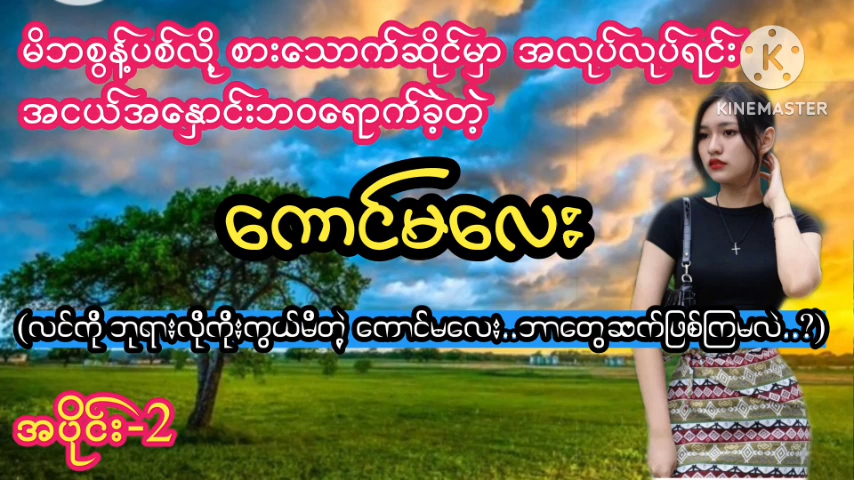 မိဘစွန့်ပစ်လို့ စားသောက်ဆိုင်မှာ အလုပ်လုပ်ရင်း
အငယ်အနှောင်းဘဝရောက်ခဲ့တဲ့
KINEMASTER
ကောင်မလေး
(လင်ကို ဘုရားလိုကိုးကွယ်မိတဲ့ ကောင်မလေး..ဘာတွေဆက်ဖြစ်ကြမလဲ..?)
အပိုင်း-2